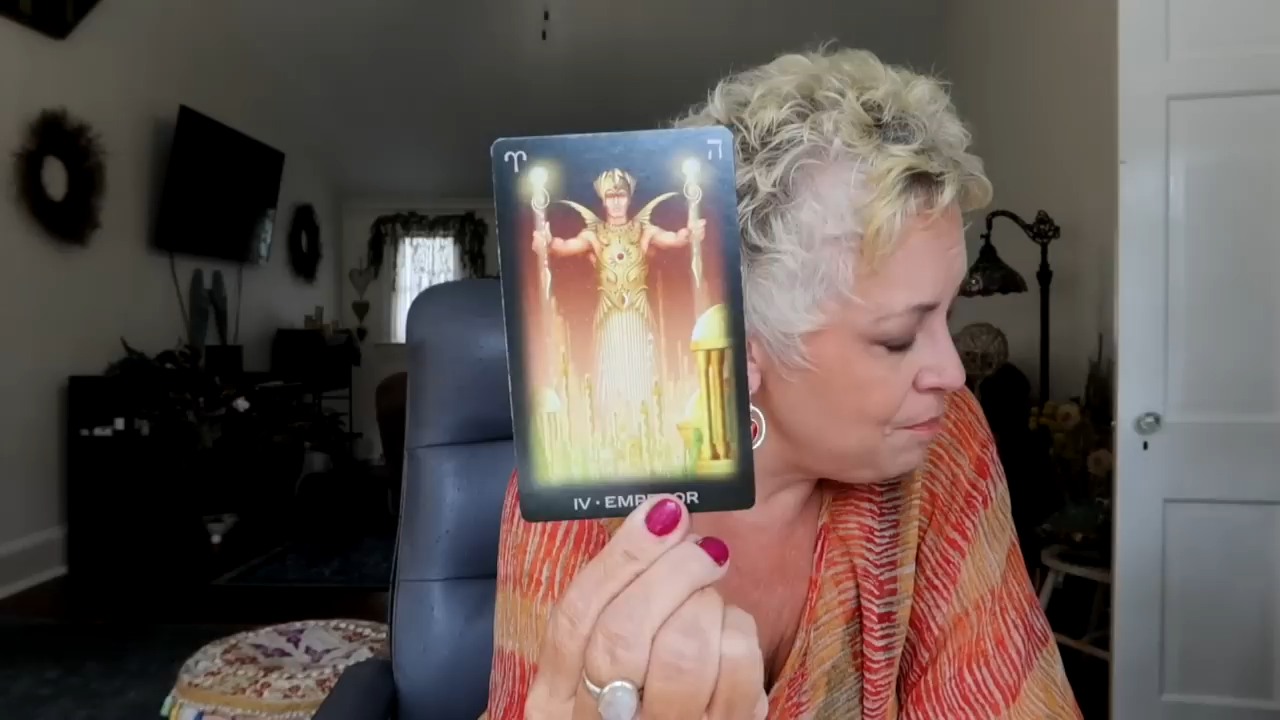 ♈ ה
IV · EMPEROR